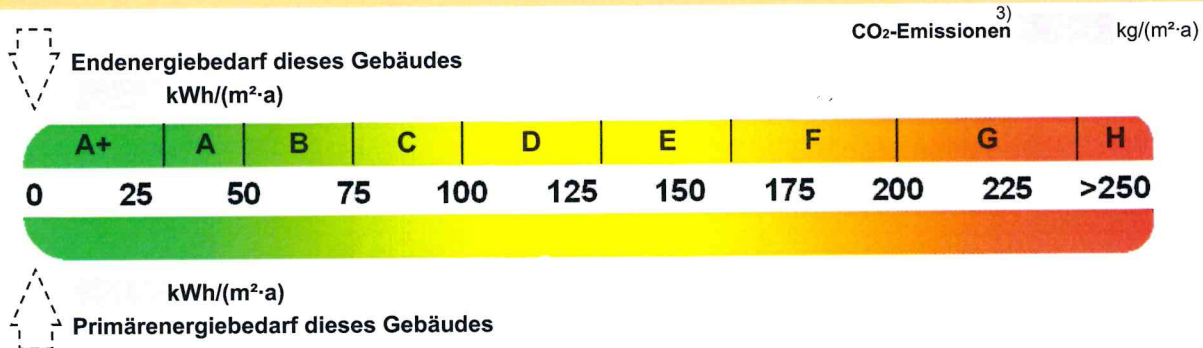 CO₂-Emissionen ³⁾ kg/(m²·a)
Endenergiebedarf dieses Gebäudes
kWh/(m²·a)
A+ A B C D E F G H
0 25 50 75 100 125 150 175 200 225 >250
kWh/(m²·a)
Primärenergiebedarf dieses Gebäudes